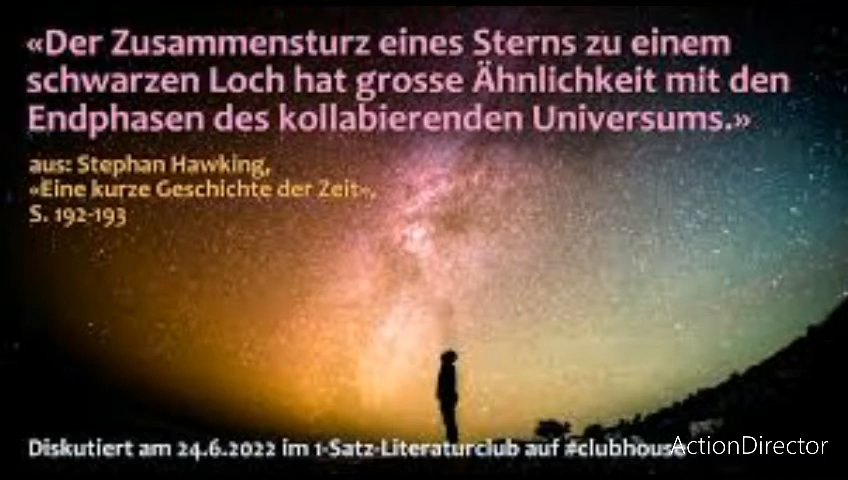 «Der Zusammensturz eines Sterns zu einem
schwarzen Loch hat grosse Ähnlichkeit mit den
Endphasen des kollabierenden Universums.»
aus: Stephan Hawking,
«Eine kurze Geschichte der Zeit»,
S. 192-193
Diskutiert am 24.6.2022 im 1-Satz-Literaturclub auf #clubhouse
ActionDirector